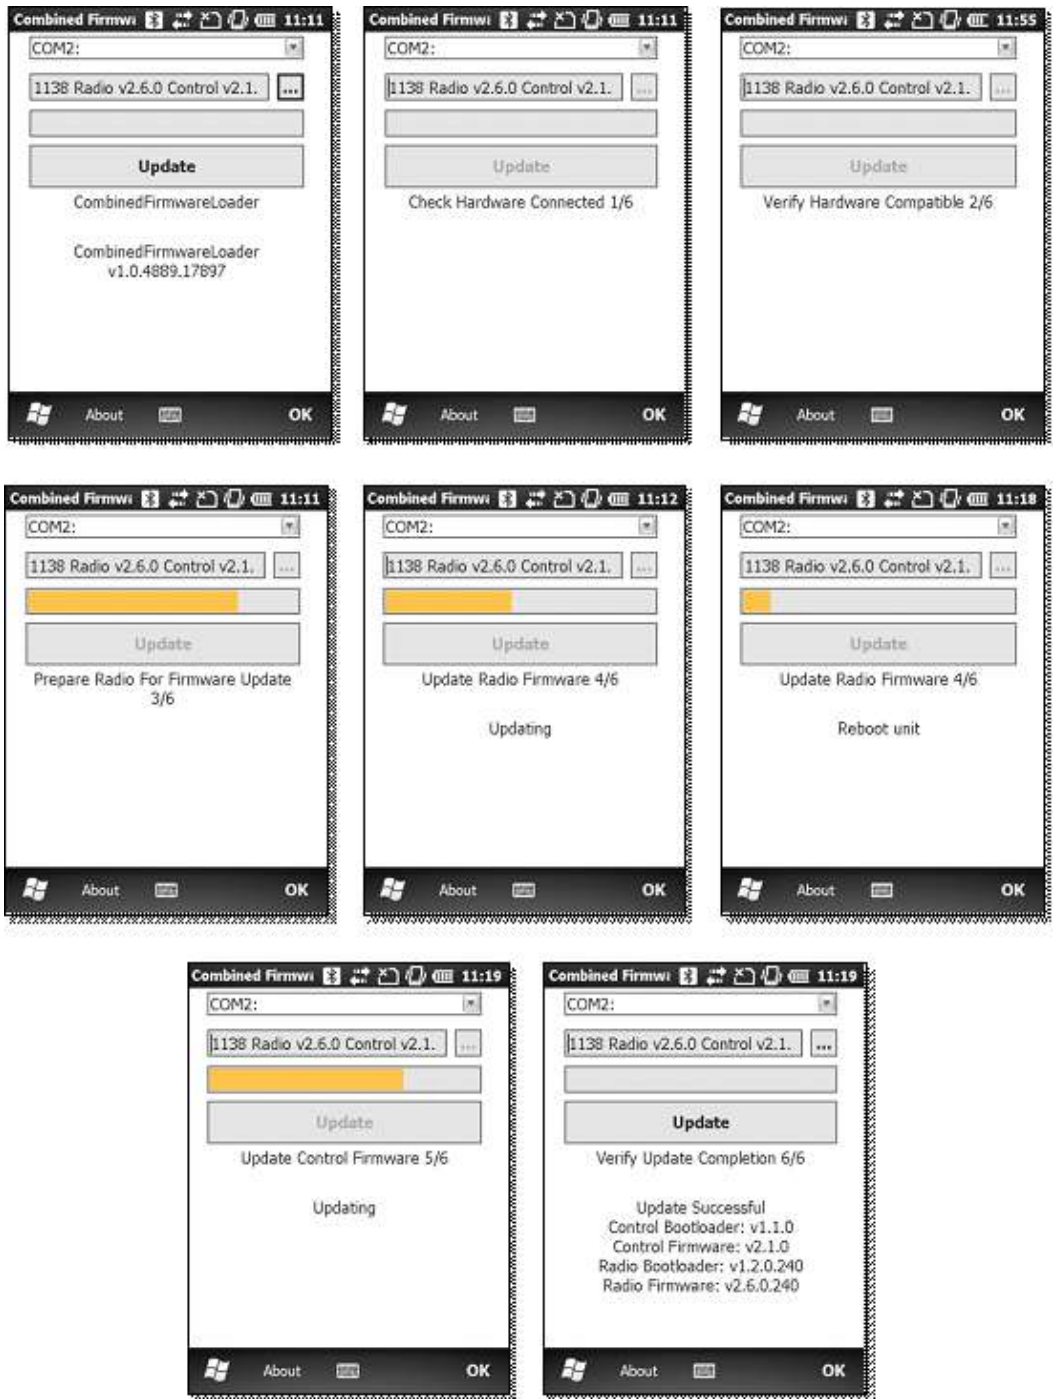 Combined Firmwa 11:11
COM2:
1138 Radio v2.6.0 Control v2.1. ...
Update
CombinedFirmwareLoader
CombinedFirmwareLoader
v1.0.4889.17897
About OK
Combined Firmwa 11:11
COM2:
1138 Radio v2.6.0 Control v2.1. ...
Update
Check Hardware Connected 1/6
About OK
Combined Firmwa 11:55
COM2:
1138 Radio v2.6.0 Control v2.1. ...
Update
Verify Hardware Compatible 2/6
About OK
Combined Firmwa 11:11
COM2:
1138 Radio v2.6.0 Control v2.1. ...
Update
Prepare Radio For Firmware Update
3/6
About OK
Combined Firmwa 11:12
COM2:
1138 Radio v2.6.0 Control v2.1. ...
Update
Update Radio Firmware 4/6
Updating
About OK
Combined Firmwa 11:18
COM2:
1138 Radio v2.6.0 Control v2.1. ...
Update
Update Radio Firmware 4/6
Reboot unit
About OK
Combined Firmwa 11:19
COM2:
1138 Radio v2.6.0 Control v2.1. ...
Update
Update Control Firmware 5/6
Updating
About OK
Combined Firmwa 11:19
COM2:
1138 Radio v2.6.0 Control v2.1. ...
Update
Verify Update Completion 6/6
Update Successful
Control Bootloader: v1.1.0
Control Firmware: v2.1.0
Radio Bootloader: v1.2.0.240
Radio Firmware: v2.6.0.240
About OK